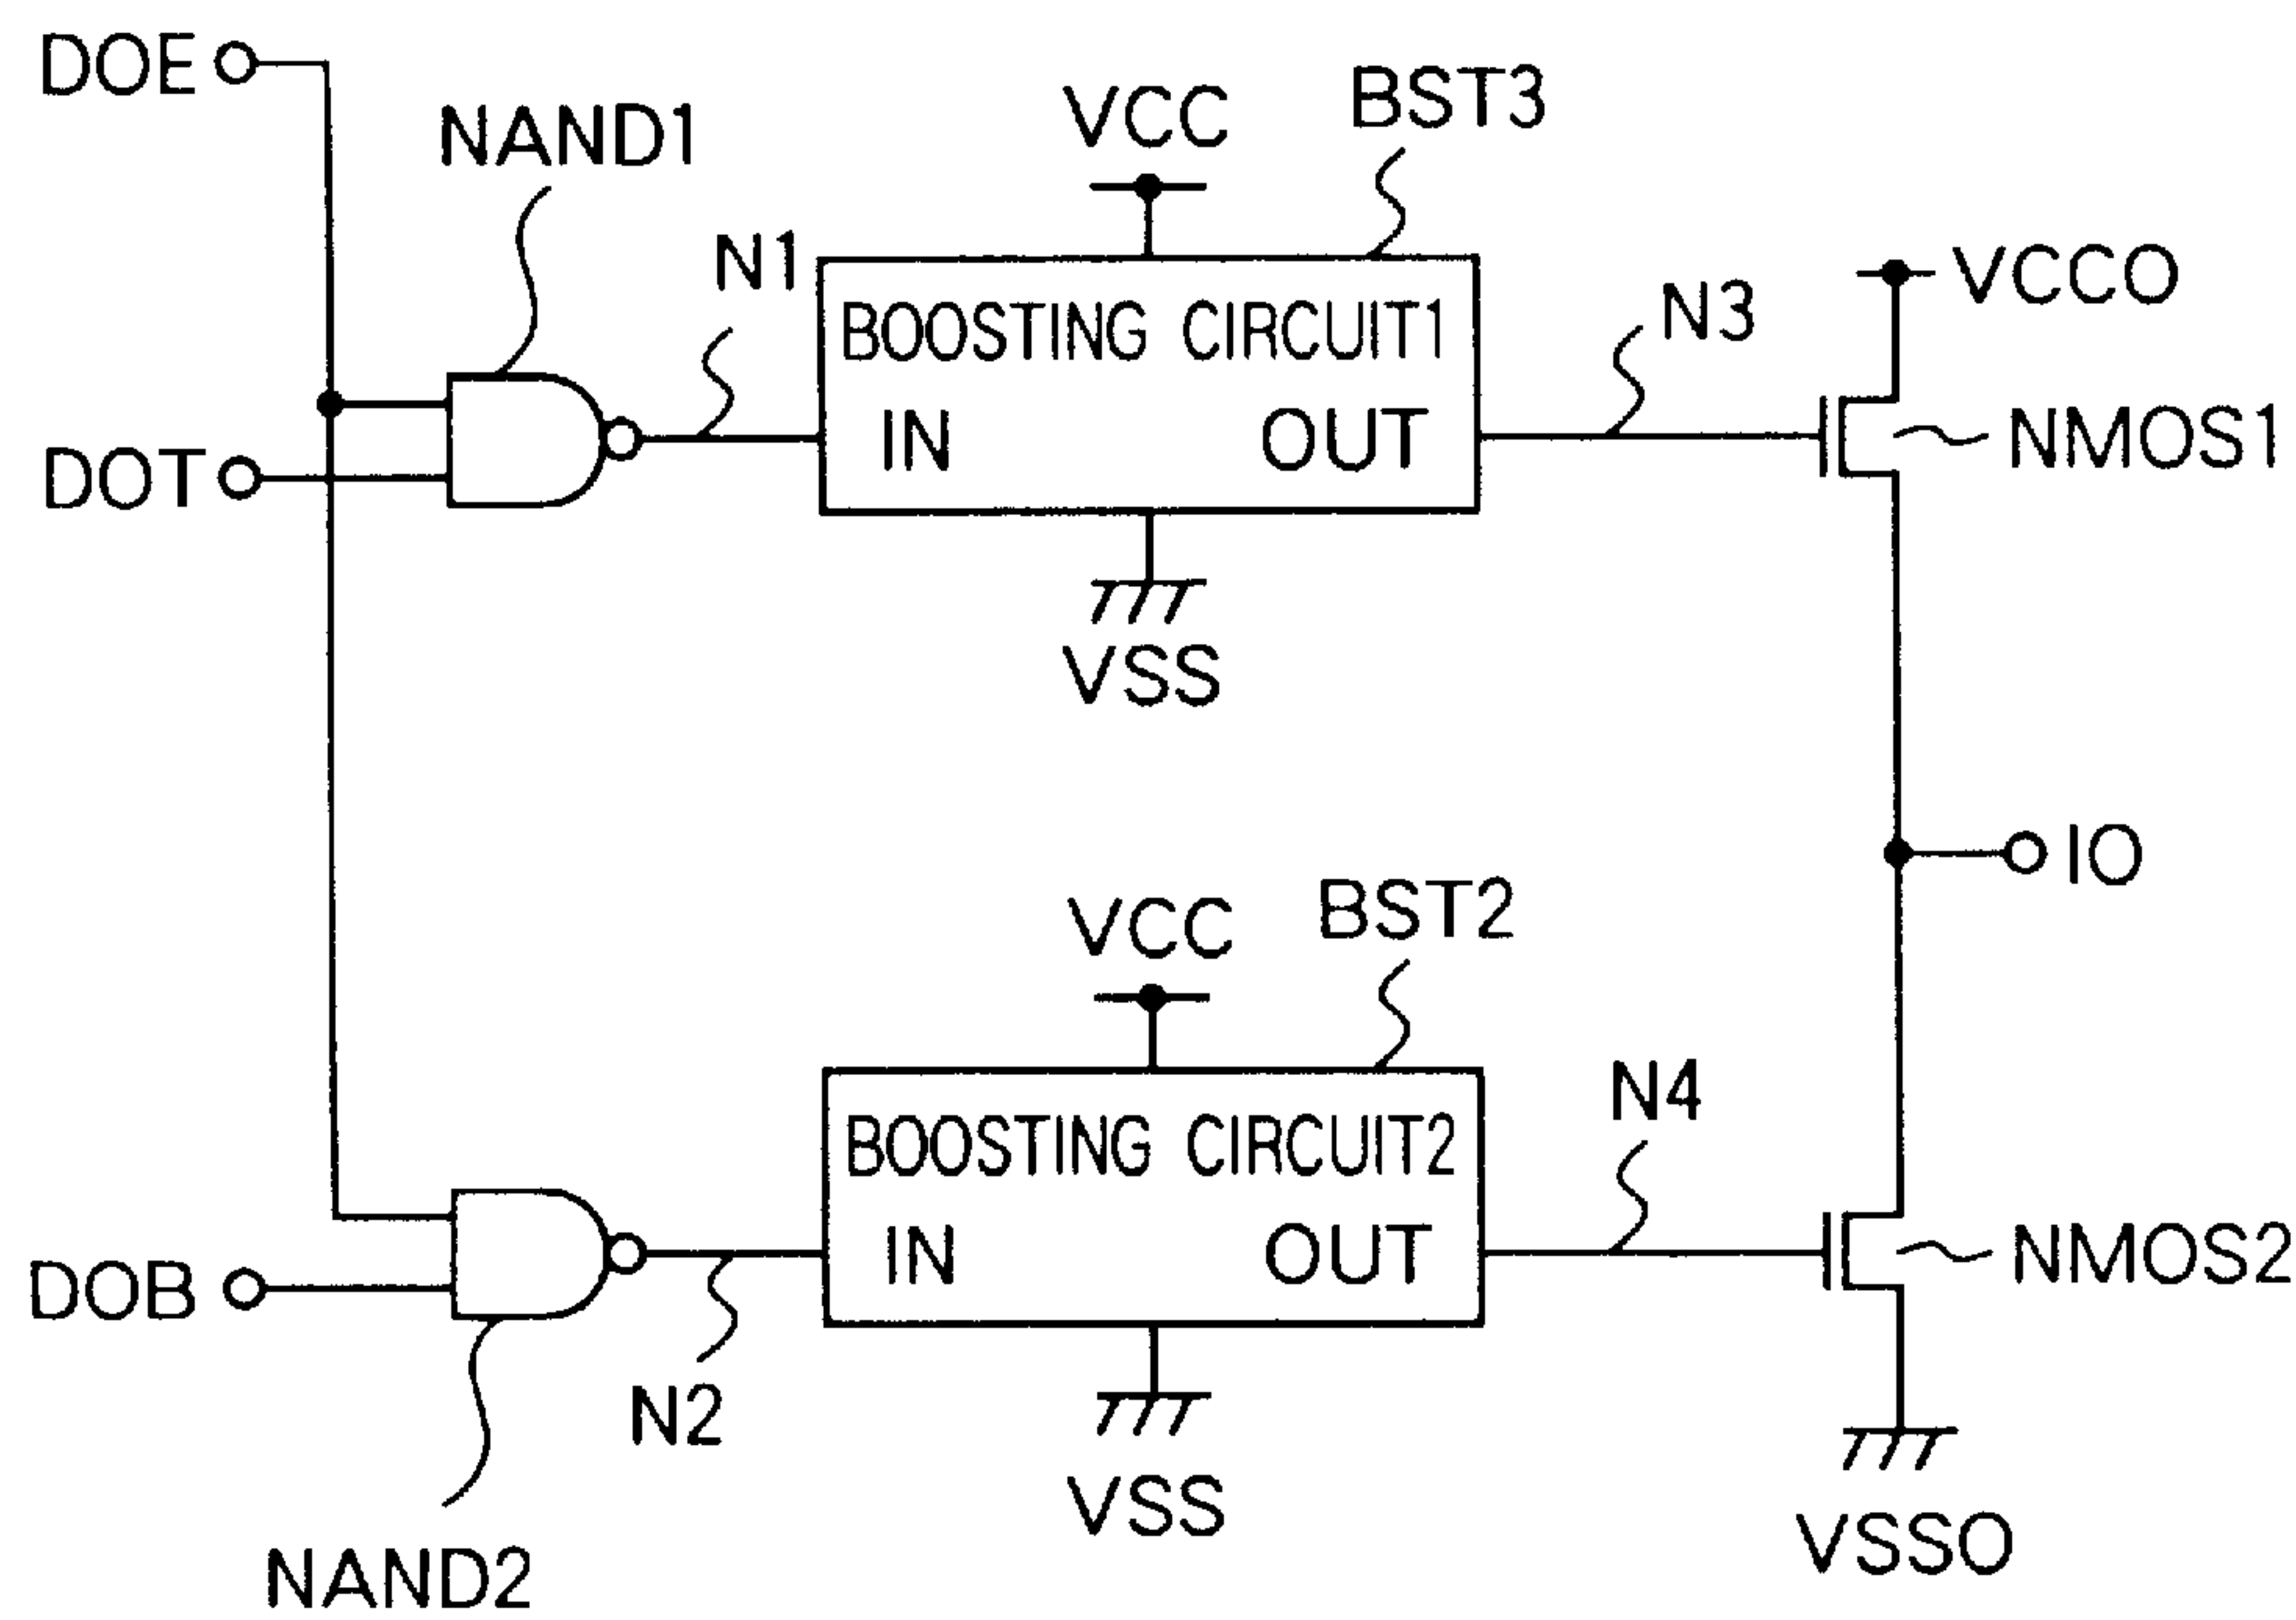 DOE
NAND1
VCC
BST3
N1
BOOSTING CIRCUIT1
IN OUT
N3
VCCO
NMOS1
DOT
VSS
IO
VCC
BST2
BOOSTING CIRCUIT2
IN OUT
N4
NMOS2
DOB
N2
VSS
VSSO
NAND2